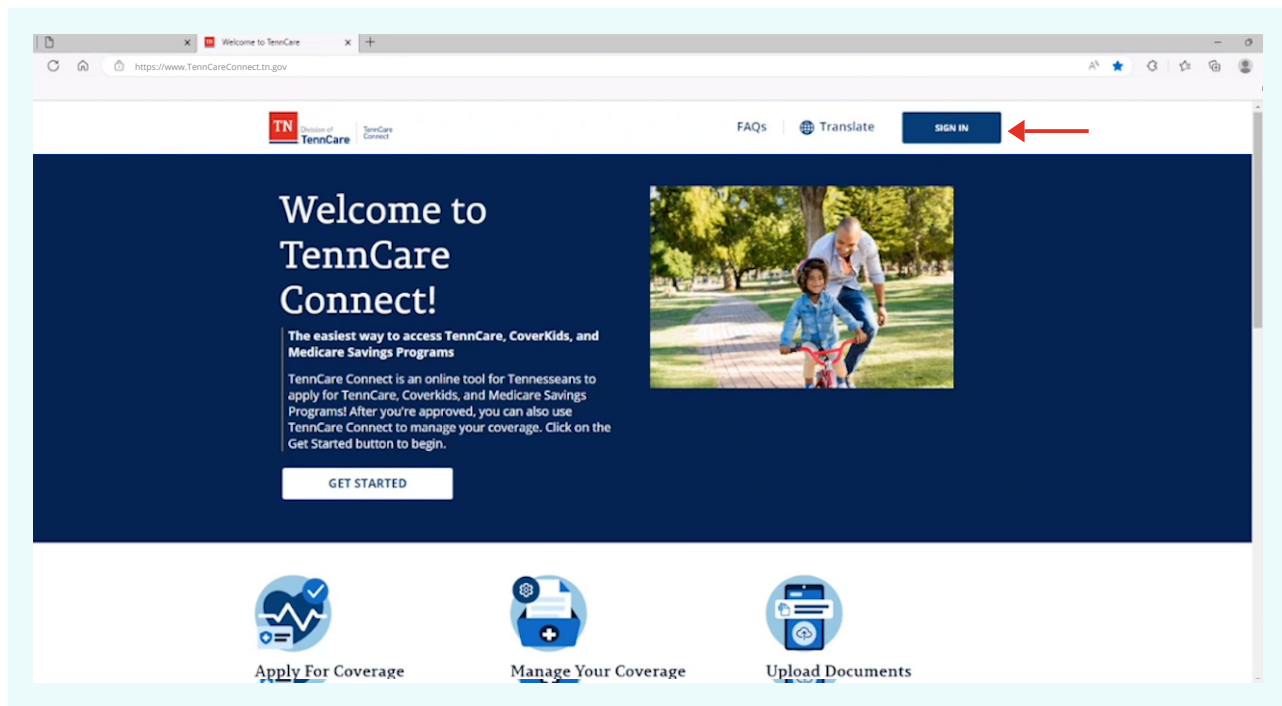 Welcome to TennCare
https://www.TennCareConnect.tn.gov
TN
Division of
TennCare
TennCare
Connect
FAQs
Translate
SIGN IN
Welcome to
TennCare
Connect!
The easiest way to access TennCare, CoverKids, and
Medicare Savings Programs
TennCare Connect is an online tool for Tennesseans to
apply for TennCare, Coverkids, and Medicare Savings
Programs! After you're approved, you can also use
TennCare Connect to manage your coverage. Click on the
Get Started button to begin.
GET STARTED
Apply For Coverage
Manage Your Coverage
Upload Documents